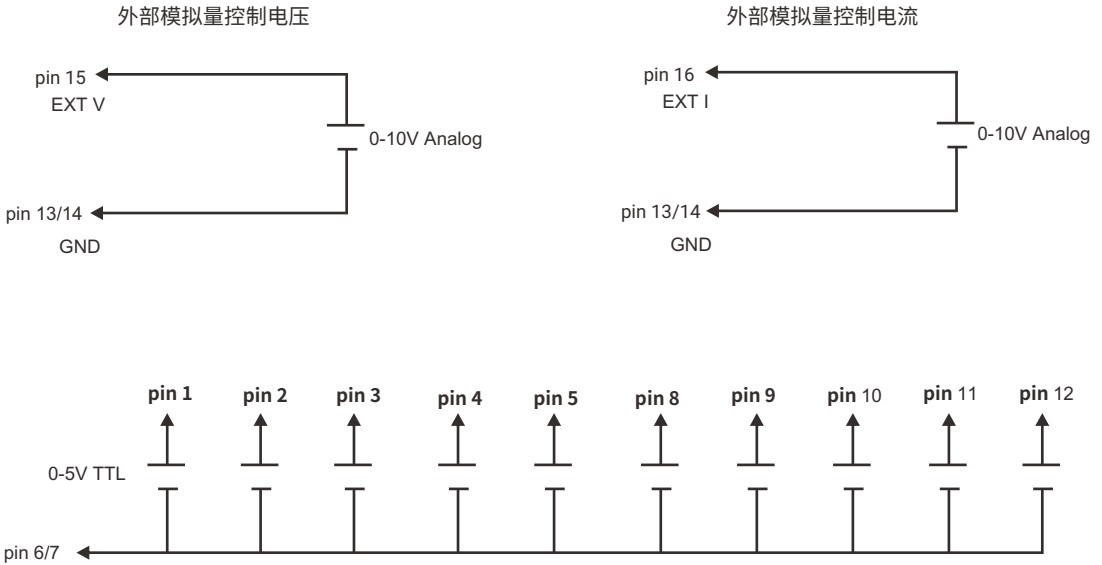 外部模拟量控制电压
外部模拟量控制电流
pin 15
EXT V
0-10V Analog
pin 13/14
GND
pin 16
EXT I
0-10V Analog
pin 13/14
GND
pin 1 pin 2 pin 3 pin 4 pin 5 pin 8 pin 9 pin 10 pin 11 pin 12
0-5V TTL
pin 6/7